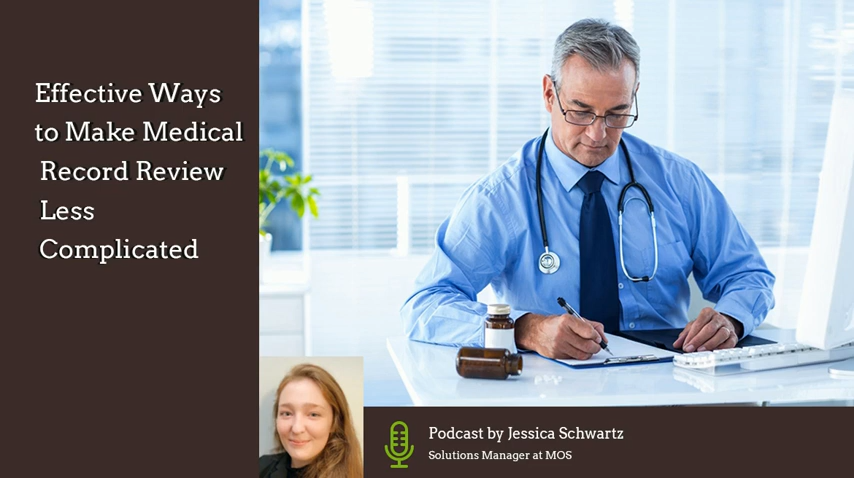 Effective Ways
to Make Medical
Record Review
Less
Complicated
Podcast by Jessica Schwartz
Solutions Manager at MOS